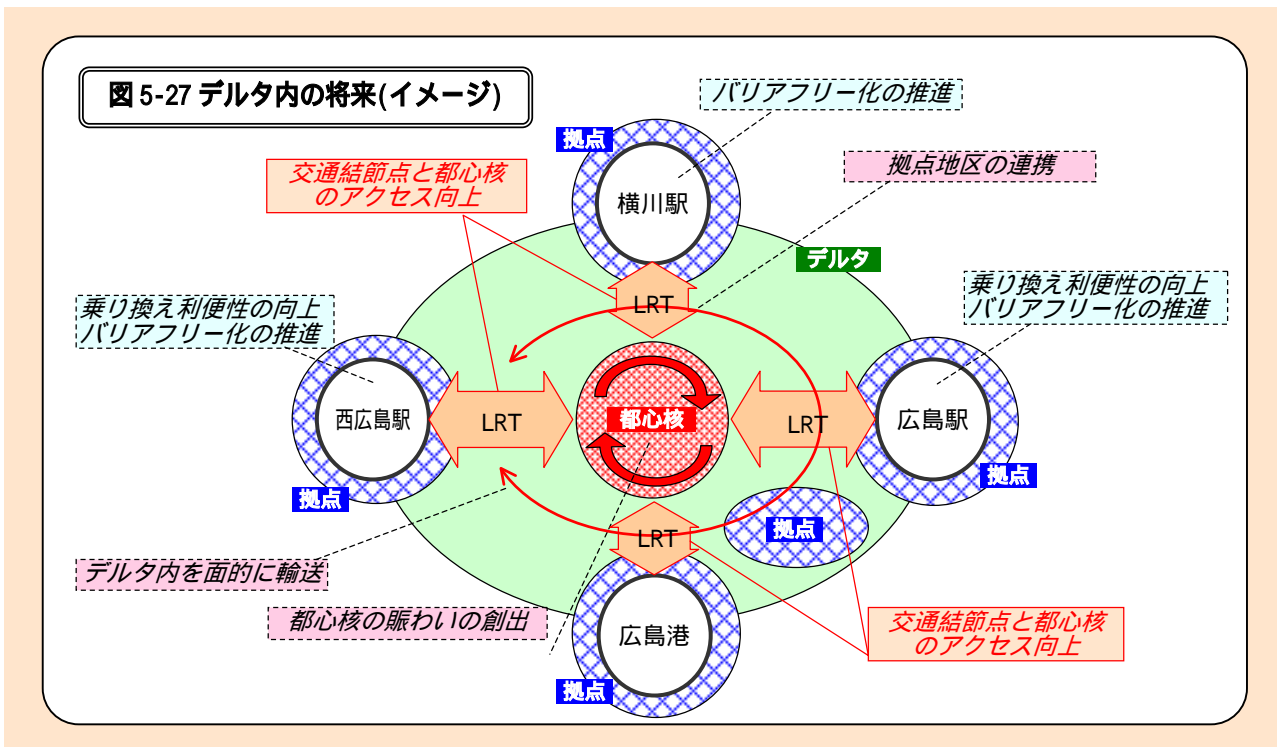 図5-27 デルタ内の将来(イメージ)
バリアフリー化の推進
拠点
交通結節点と都心核
のアクセス向上
拠点地区の連携
横川駅
デルタ
乗り換え利便性の向上
バリアフリー化の推進
乗り換え利便性の向上
バリアフリー化の推進
LRT
西広島駅
LRT
都心核
LRT
広島駅
拠点
拠点
拠点
LRT
デルタ内を面的に輸送
都心核の賑わいの創出
広島港
交通結節点と都心核
のアクセス向上
拠点